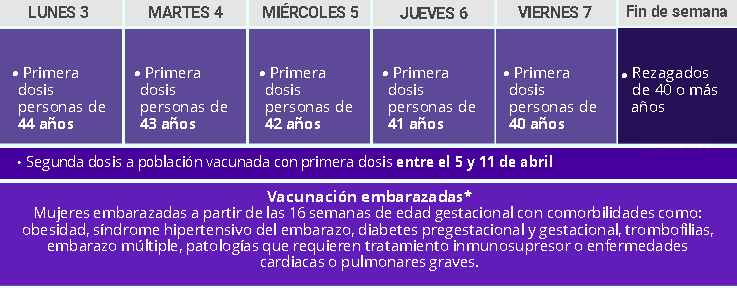 LUNES 3
MARTES 4
MIÉRCOLES 5
JUEVES 6
VIERNES 7
Fin de semana
• Primera
dosis
personas de
44 años
• Primera
dosis
personas de
43 años
• Primera
dosis
personas de
42 años
• Primera
dosis
personas de
41 años
• Primera
dosis
personas de
40 años
• Rezagados
de 40 o más
años
• Segunda dosis a población vacunada con primera dosis entre el 5 y 11 de abril
Vacunación embarazadas*
Mujeres embarazadas a partir de las 16 semanas de edad gestacional con comorbilidades como:
obesidad, síndrome hipertensivo del embarazo, diabetes pregestacional y gestacional, trombofilias,
embarazo múltiple, patologías que requieren tratamiento inmunosupresor o enfermedades
cardiacas o pulmonares graves.